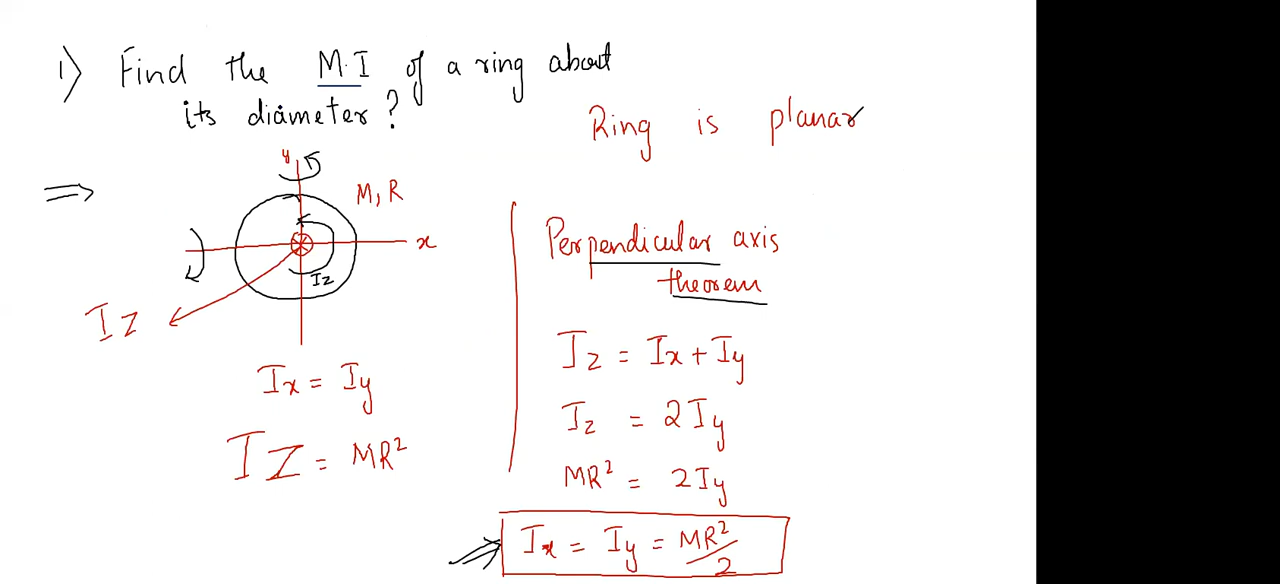 1) Find the M.I of a ring about
its diameter?
Ring is planar
⇒
y
M, R
x
Iz
IZ
Ix = Iy
IZ = MR²
Perpendicular axis
theorem
Iz = Ix + Iy
Iz = 2Iy
MR² = 2Iy
Ix = Iy = MR²/2